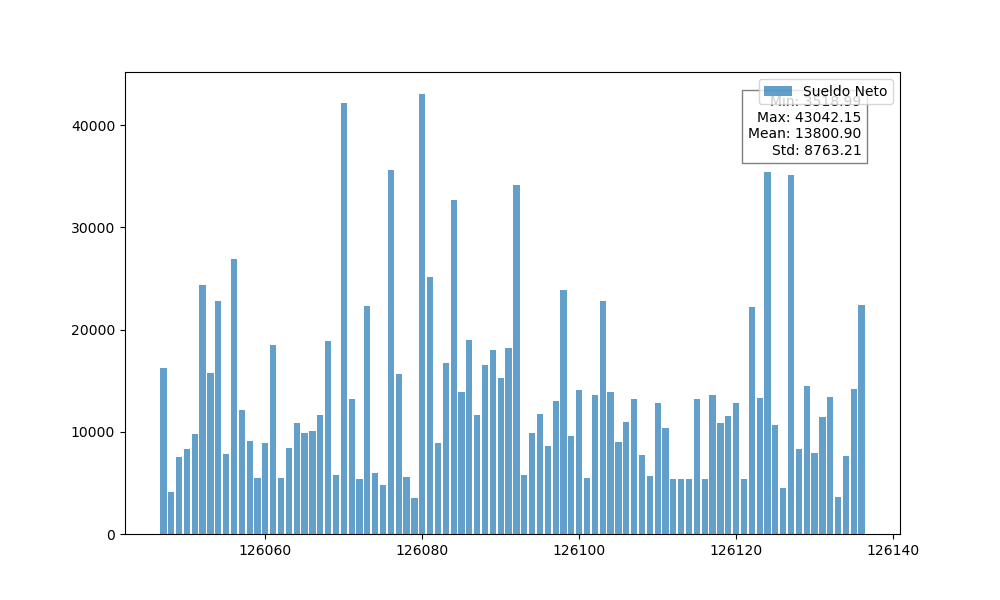 Sueldo Neto
Min: 3518.99
Max: 43042.15
Mean: 13800.90
Std: 8763.21
40000
30000
20000
10000
0
126060
126080
126100
126120
126140